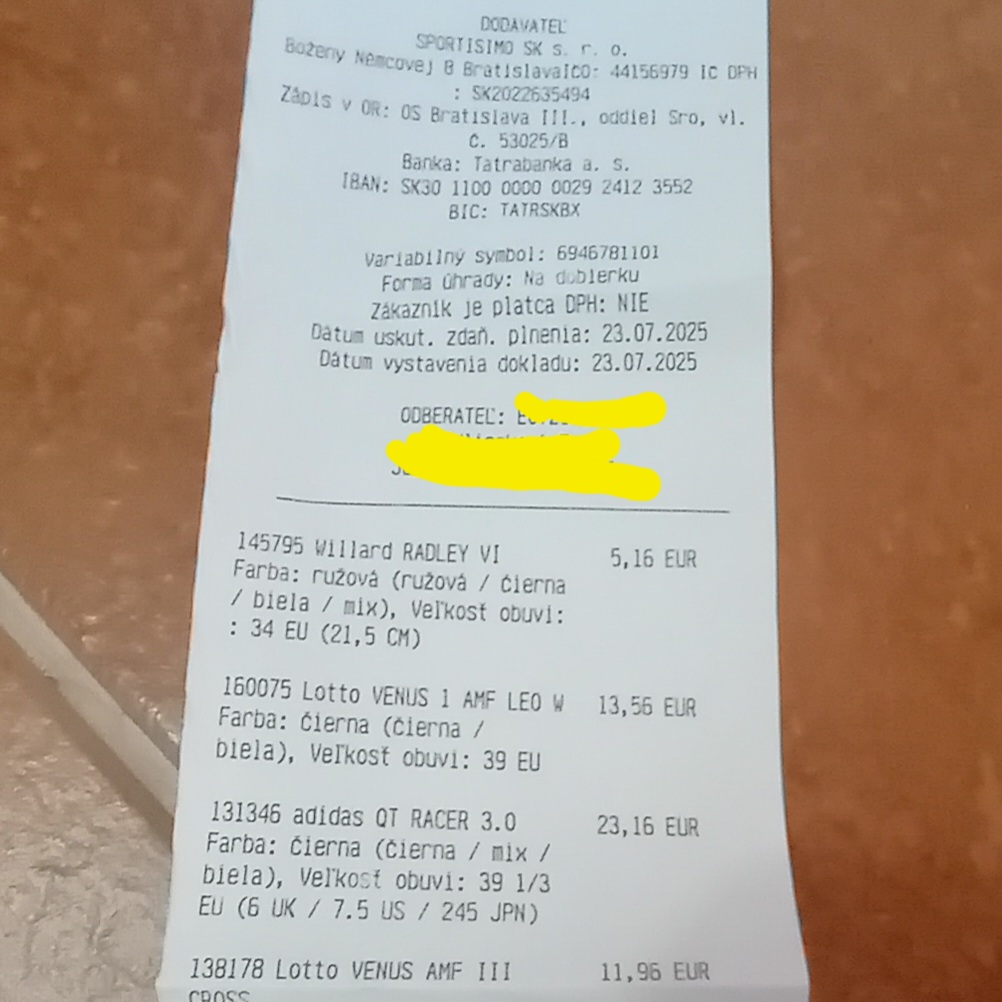 DODÁVATEĽ
SPORTISIMO SK s. r. o.
Boženy Němcovej 8 BratislavaIČO: 44156979 IČ DPH
: SK2022635494
Zápis v OR: OS Bratislava III., oddiel Sro, vl.
č. 53025/B
Banka: Tatrabanka a. s.
IBAN: SK30 1100 0000 0029 2412 3552
BIC: TATRSKBX
Variabilný symbol: 6946781101
Forma úhrady: Na dobierku
Zákazník je platca DPH: NIE
Dátum uskut. zdaň. plnenia: 23.07.2025
Dátum vystavenia dokladu: 23.07.2025
ODBERATEĽ:
145795 Willard RADLEY VI 5,16 EUR
Farba: ružová (ružová / čierna
/ biela / mix), Veľkosť obuvi:
: 34 EU (21,5 CM)
160075 Lotto VENUS 1 AMF LEO W 13,56 EUR
Farba: čierna (čierna /
biela), Veľkosť obuvi: 39 EU
131346 adidas QT RACER 3.0 23,16 EUR
Farba: čierna (čierna / mix /
biela), Veľkosť obuvi: 39 1/3
EU (6 UK / 7.5 US / 245 JPN)
138178 Lotto VENUS AMF III 11,96 EUR
CROSS